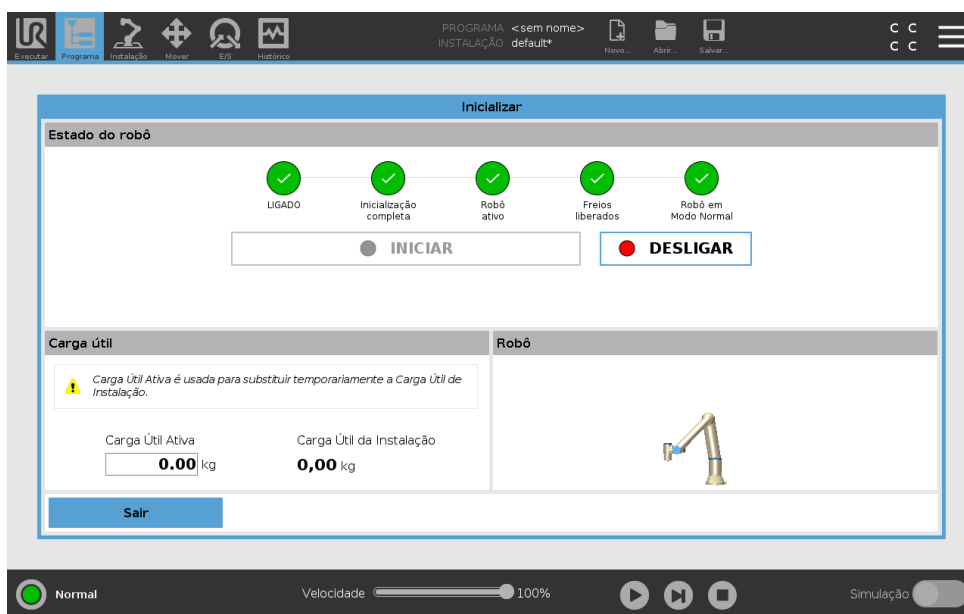 UR
PROGRAMA <sem nome>
INSTALAÇÃO default*
Executar Programa Instalação Mover E/S Histórico
Novo... Abrir... Salvar...
C C
C C
Inicializar
Estado do robô
LIGADO
Inicialização
completa
Robô
ativo
Freios
liberados
Robô em
Modo Normal
INICIAR
DESLIGAR
Carga útil
Carga Útil Ativa é usada para substituir temporariamente a Carga Útil de
Instalação.
Carga Útil Ativa
0.00 kg
Carga Útil da Instalação
0,00 kg
Robô
Sair
Normal
Velocidade 100%
Simulação